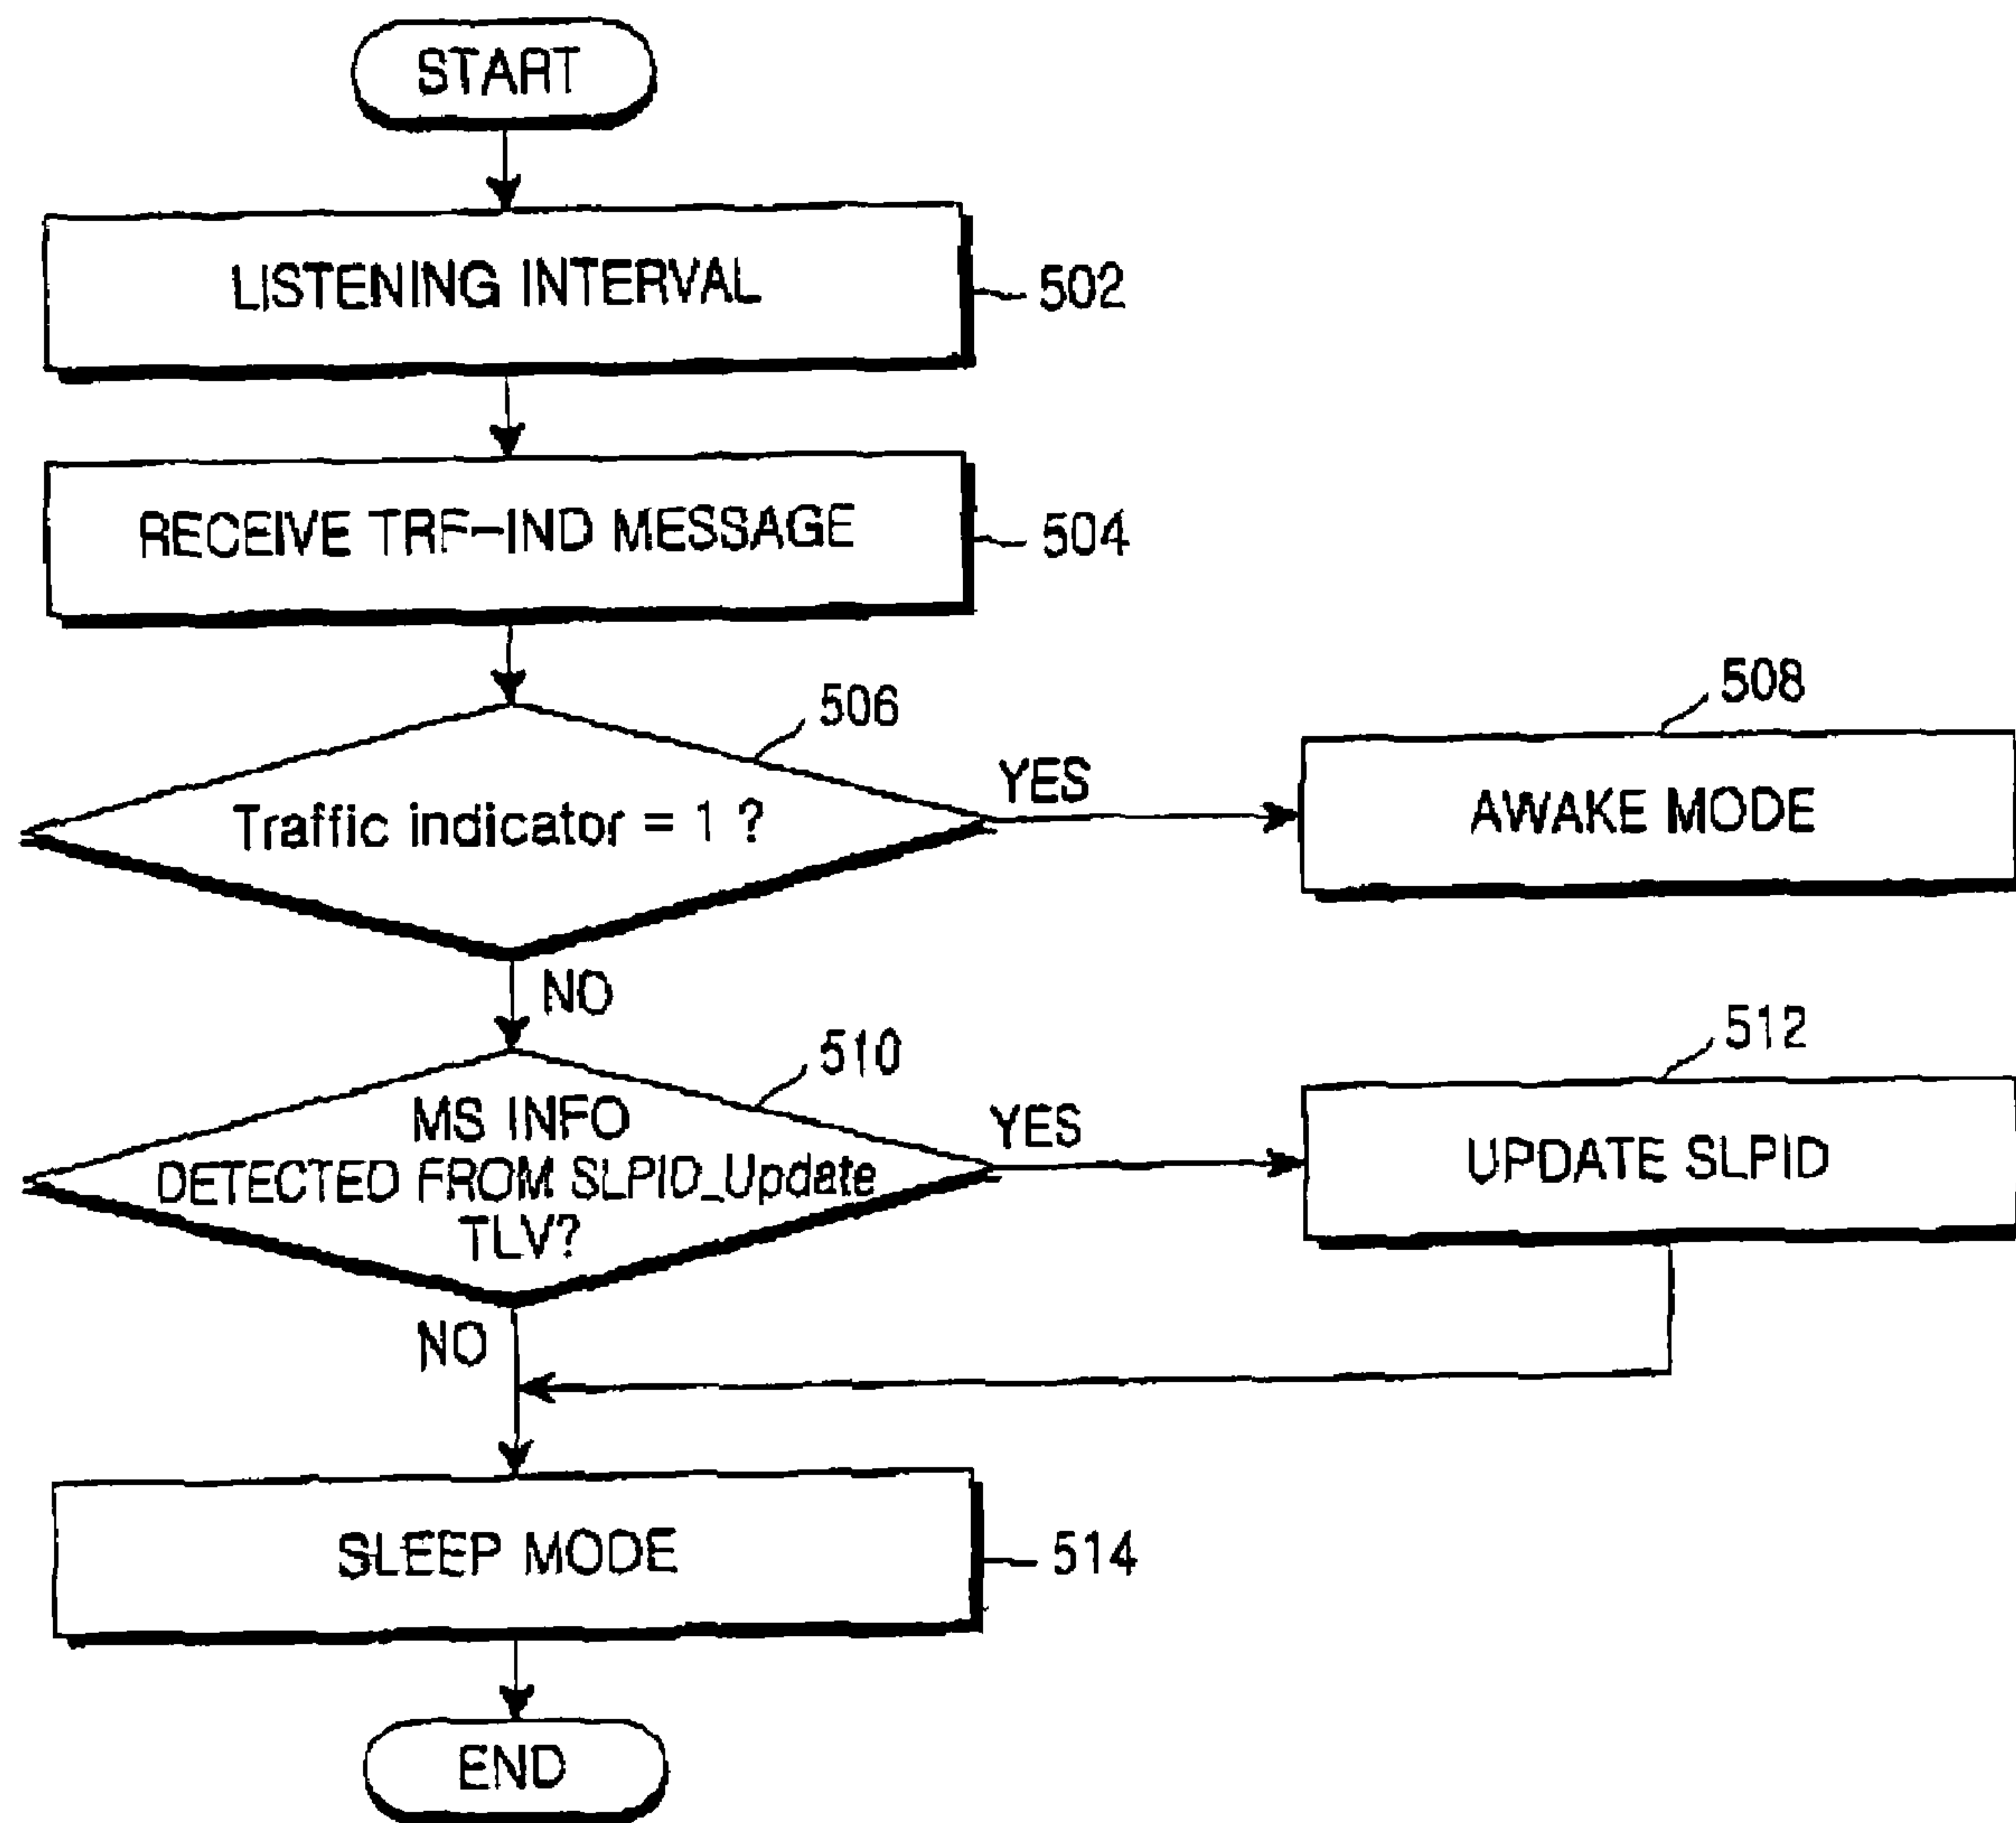 START
LISTENING INTERVAL
502
RECEIVE TRF-IND MESSAGE
504
506
Traffic indicator = 1 ?
YES
508
AWAKE MODE
NO
510
MS INFO
DETECTED FROM SLPID_Update
TLV?
YES
512
UPDATE SLPID
NO
SLEEP MODE
514
END